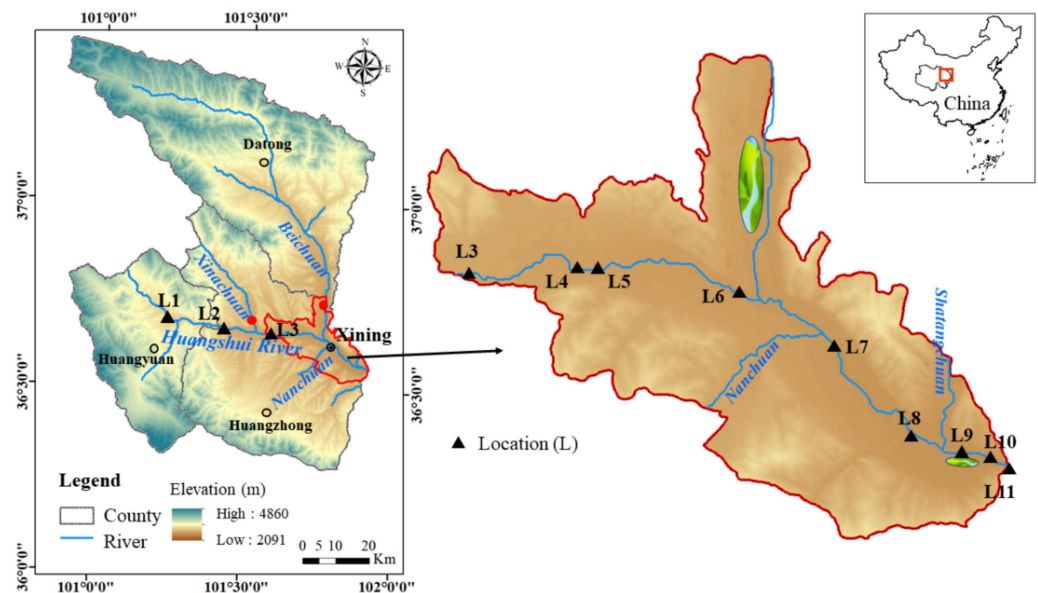 101°0'0"
101°30'0"
N
W
E
S
37°0'0"
36°30'0"
36°0'0"
37°0'0"
36°30'0"
Datong
Beichuan
Xinachuan
L1
L2
L3
Huangshui River
Xining
Huangyuan
Nanchuan
Huangzhong
Legend
County
River
Elevation (m)
High : 4860
Low : 2091
0 5 10 20
Km
101°0'0"
101°30'0"
102°0'0"
L3
L4
L5
L6
L7
L8
L9
L10
L11
Nanchuan
Shatangchuan
Location (L)
China